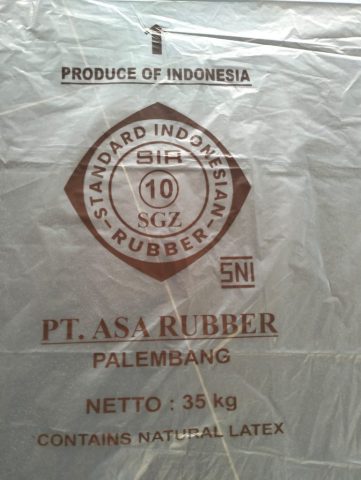 PRODUCE OF INDONESIA
STANDARD INDONESIAN
SIR
10
SGZ
RUBBER
SNI
PT. ASA RUBBER
PALEMBANG
NETTO : 35 kg
CONTAINS NATURAL LATEX